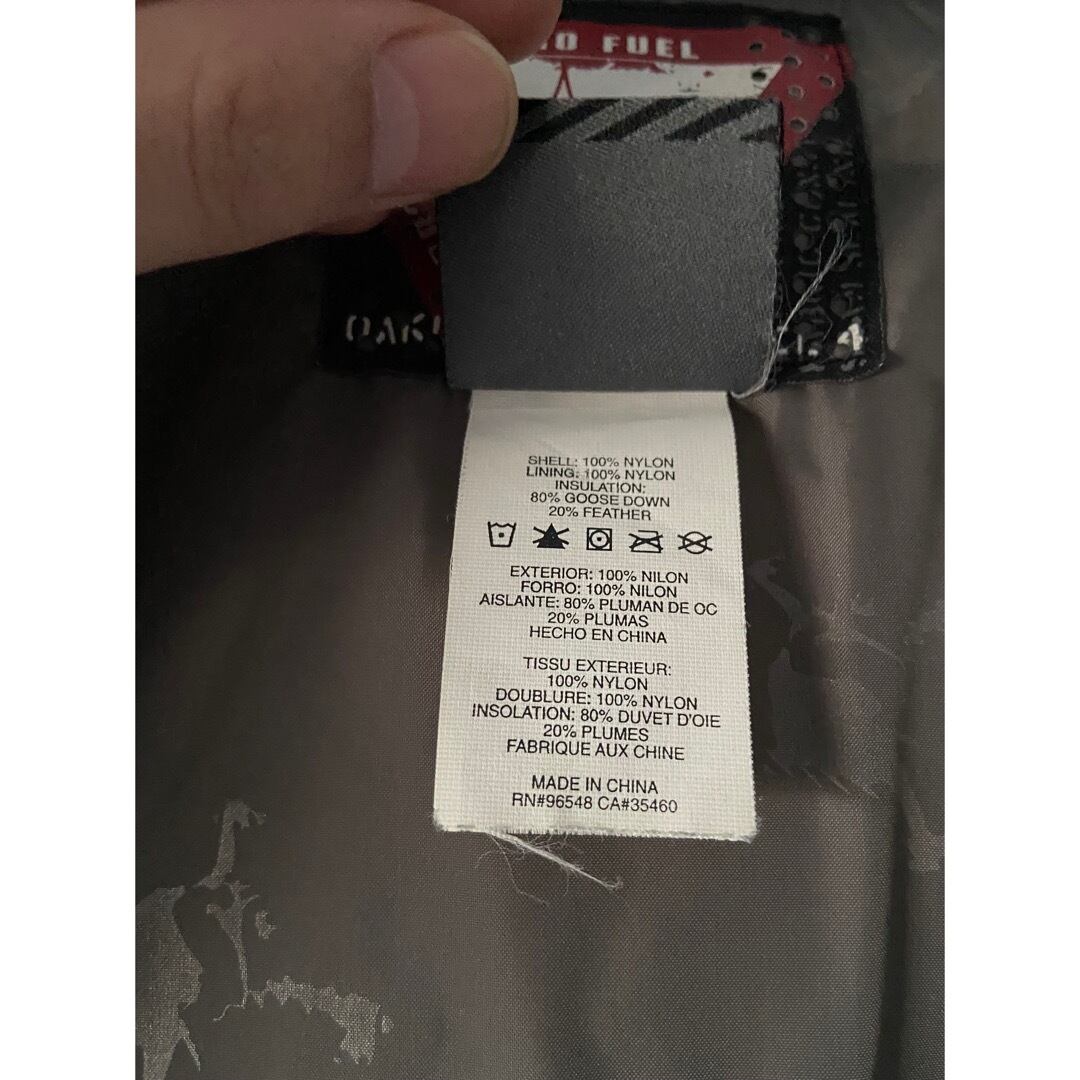 FUEL
SHELL: 100% NYLON
LINING: 100% NYLON
INSULATION:
80% GOOSE DOWN
20% FEATHER
EXTERIOR: 100% NILON
FORRO: 100% NILON
AISLANTE: 80% PLUMAN DE OC
20% PLUMAS
HECHO EN CHINA
TISSU EXTERIEUR:
100% NYLON
DOUBLURE: 100% NYLON
INSOLATION: 80% DUVET D'OIE
20% PLUMES
FABRIQUE AUX CHINE
MADE IN CHINA
RN#96548 CA#35460